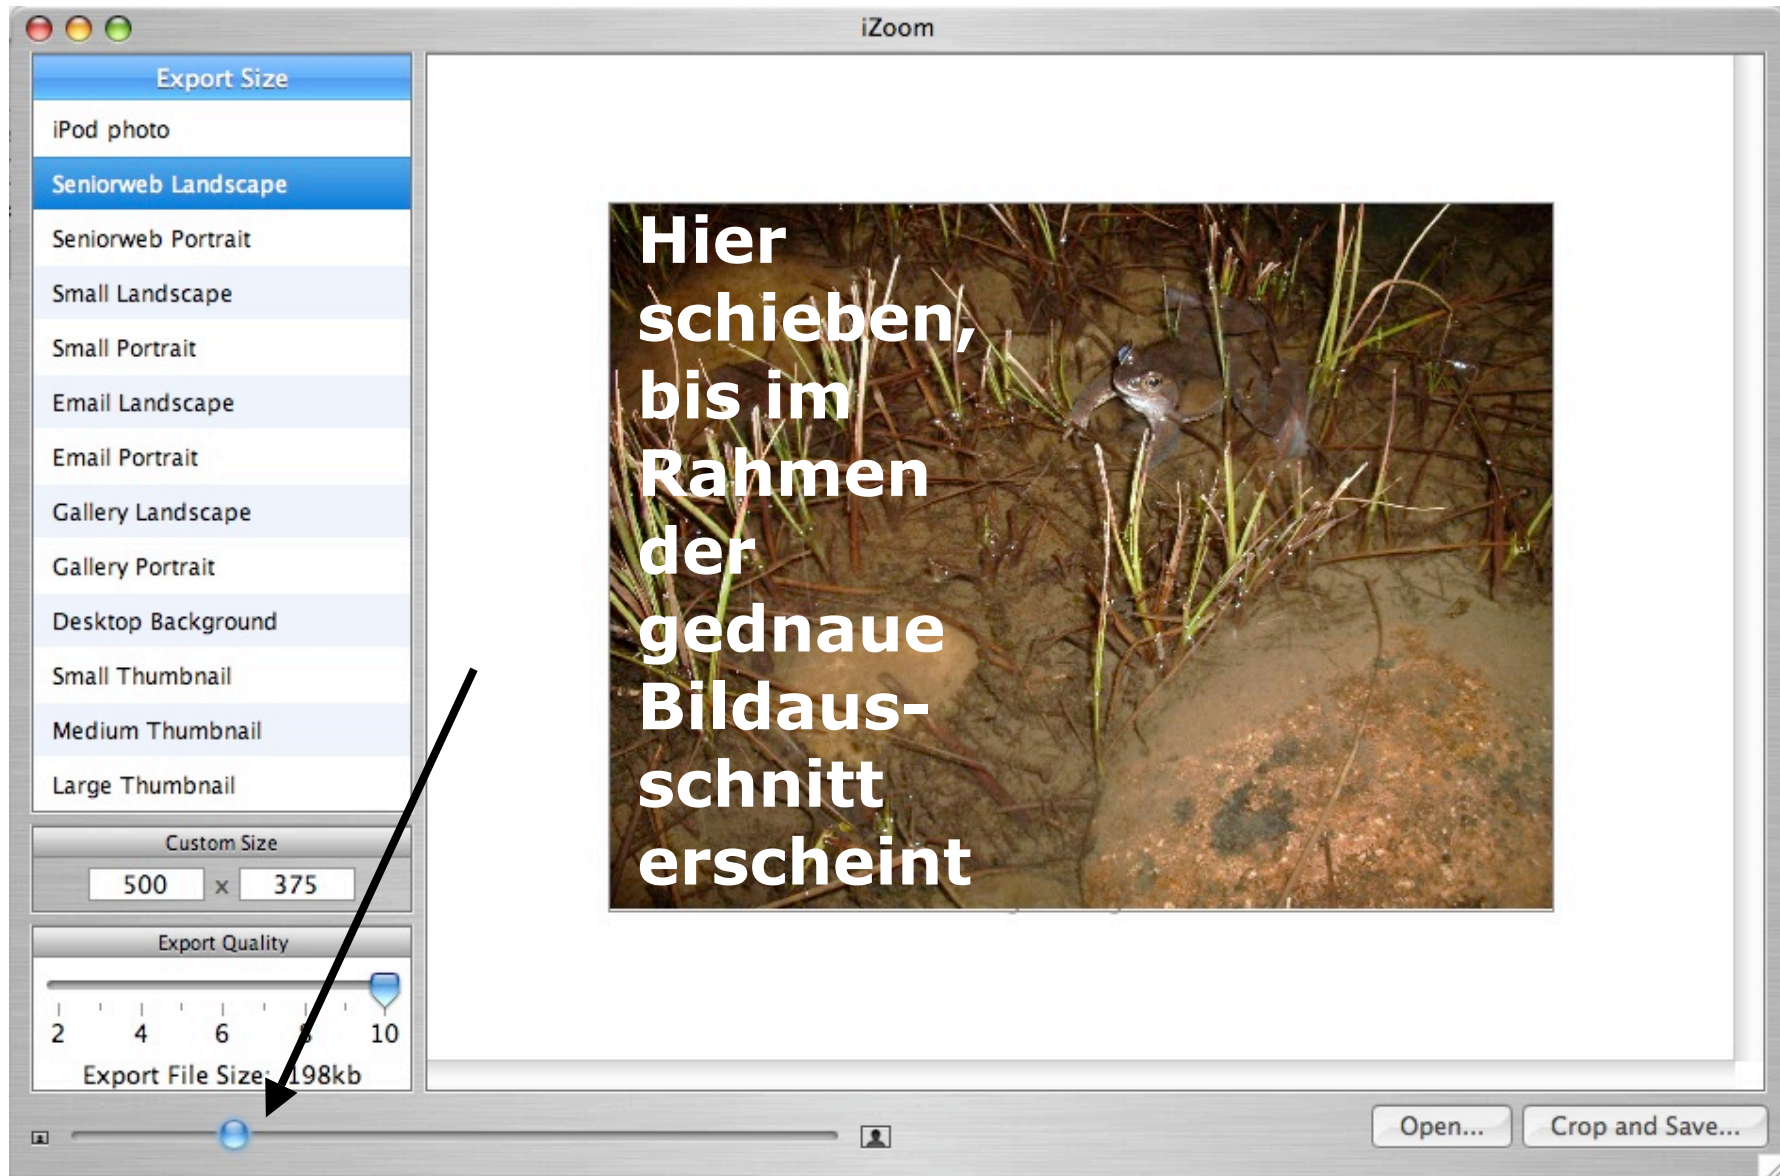 iZoom
Export Size
iPod photo
Seniorweb Landscape
Seniorweb Portrait
Small Landscape
Small Portrait
Email Landscape
Email Portrait
Gallery Landscape
Gallery Portrait
Desktop Background
Small Thumbnail
Medium Thumbnail
Large Thumbnail
Custom Size
500 x 375
Export Quality
2 4 6 8 10
Export File Size: 198kb
Hier
schieben,
bis im
Rahmen
der
gednaue
Bildaus-
schnitt
erscheint
Open... Crop and Save...